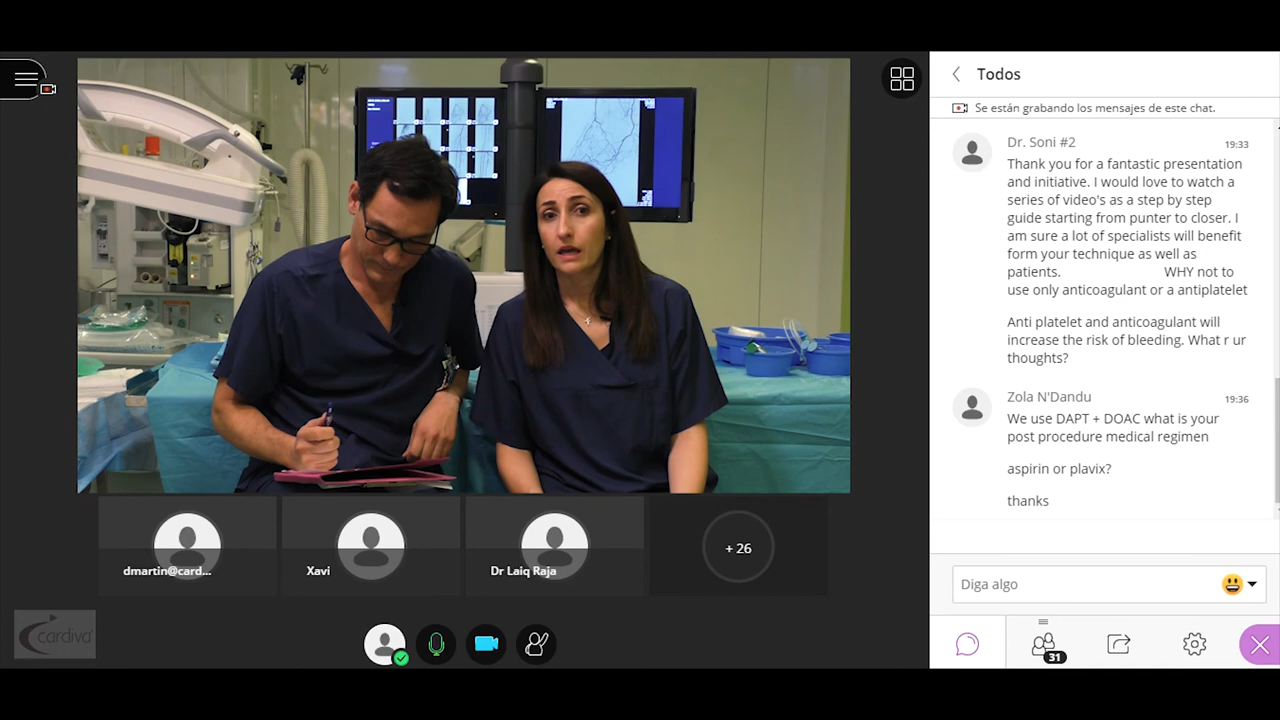 Todos
Se están grabando los mensajes de este chat.
Dr. Soni #2
19:33
Thank you for a fantastic presentation
and initiative. I would love to watch a
series of video's as a step by step
guide starting from punter to closer. I
am sure a lot of specialists will benefit
form your technique as well as
patients. WHY not to
use only anticoagulant or a antiplatelet
Anti platelet and anticoagulant will
increase the risk of bleeding. What r ur
thoughts?
Zola N'Dandu
19:36
We use DAPT + DOAC what is your
post procedure medical regimen
aspirin or plavix?
thanks
dmartin@card...
Xavi
Dr Laiq Raja
+ 26
Diga algo
cardiva
31